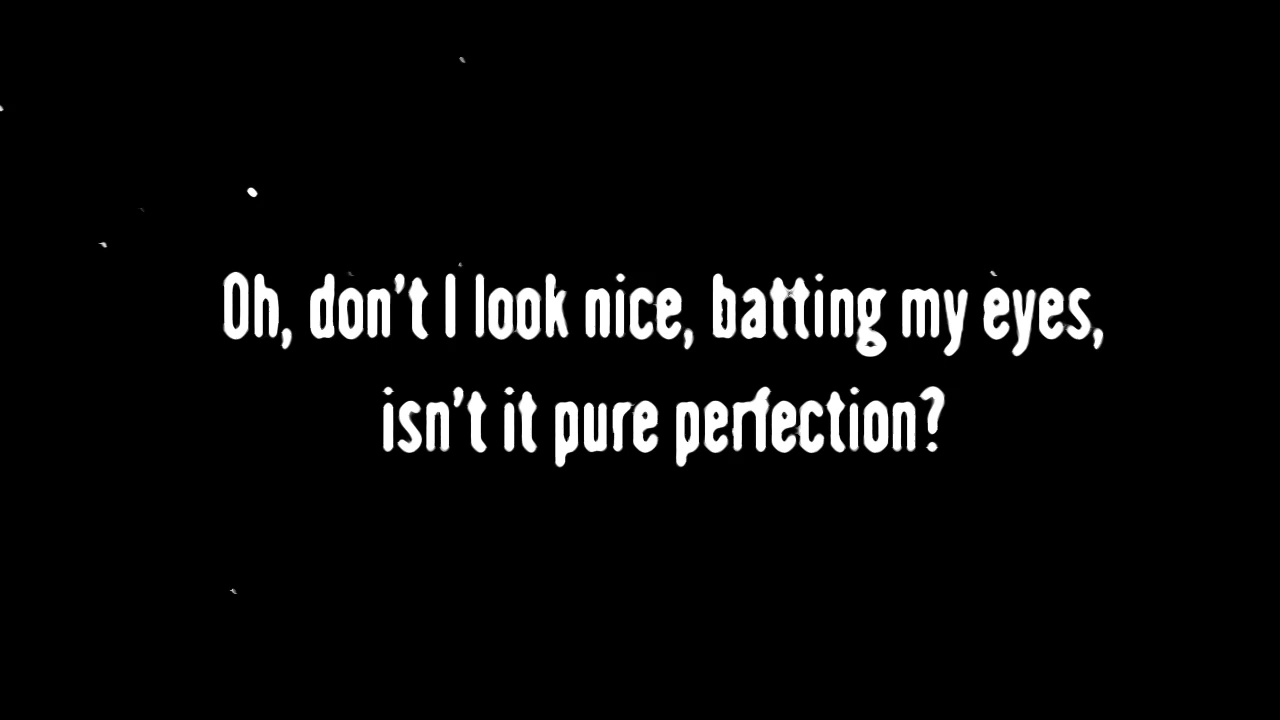 Oh, don't I look nice, batting my eyes,
isn't it pure perfection?